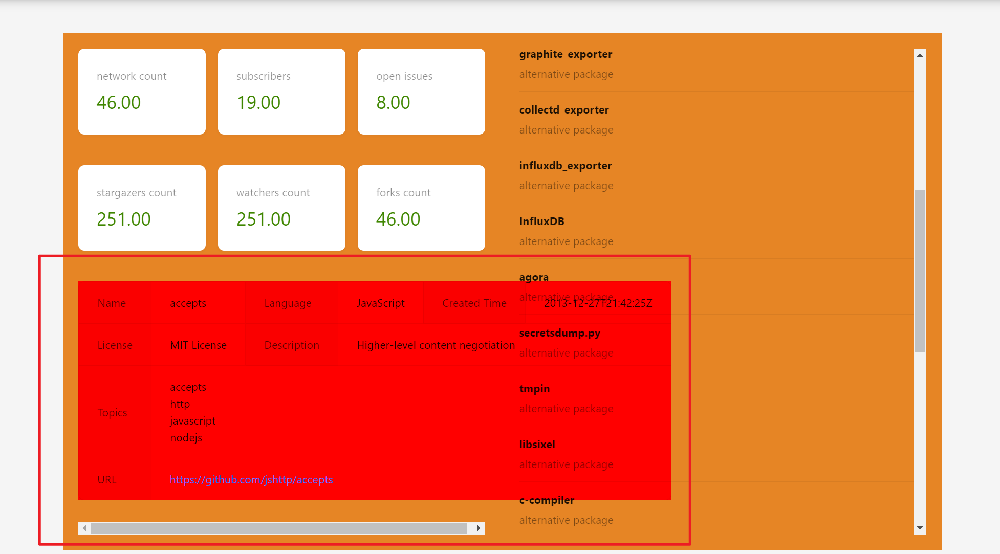 network count
46.00
subscribers
19.00
open issues
8.00
stargazers count
251.00
watchers count
251.00
forks count
46.00
Name accepts Language JavaScript Created Time 2013-12-27T21:42:25Z
License MIT License Description Higher-level content negotiation
Topics
accepts
http
javascript
nodejs
URL https://github.com/jshttp/accepts
graphite_exporter
alternative package
collectd_exporter
alternative package
influxdb_exporter
alternative package
InfluxDB
alternative package
agora
alternative package
secretsdump.py
alternative package
tmpin
alternative package
libsixel
alternative package
c-compiler
alternative package